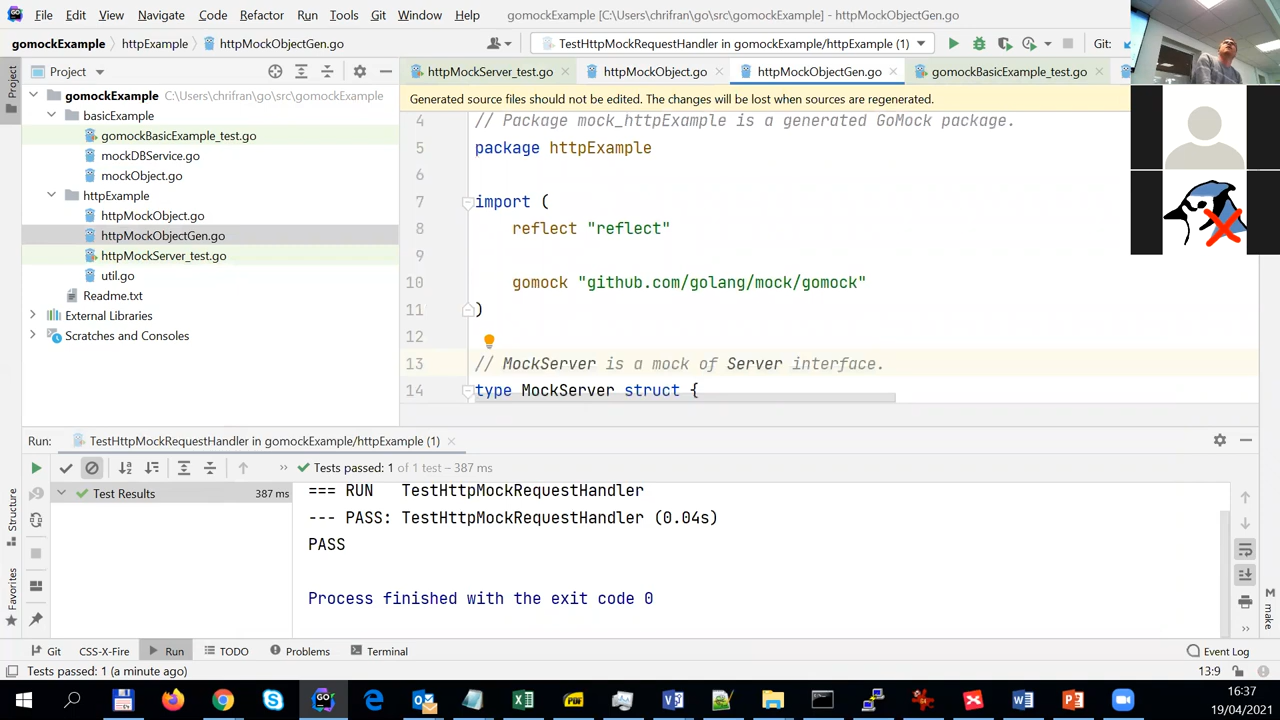 File Edit View Navigate Code Refactor Run Tools Git Window Help gomockExample [C:\Users\chrifran\go\src\gomockExample] - httpMockObjectGen.go
gomockExample httpExample httpMockObjectGen.go TestHttpMockRequestHandler in gomockExample/httpExample (1) Git:
Project
Project
httpMockServer_test.go httpMockObject.go httpMockObjectGen.go gomockBasicExample_test.go
gomockExample C:\Users\chrifran\go\src\gomockExample
basicExample
gomockBasicExample_test.go
mockDBService.go
mockObject.go
httpExample
httpMockObject.go
httpMockObjectGen.go
httpMockServer_test.go
util.go
Readme.txt
External Libraries
Scratches and Consoles
Generated source files should not be edited. The changes will be lost when sources are regenerated.
4 // Package mock_httpExample is a generated GoMock package.
5 package httpExample
6
7 import (
8 reflect "reflect"
9
10 gomock "github.com/golang/mock/gomock"
11 )
12
13 // MockServer is a mock of Server interface.
14 type MockServer struct {
Run: TestHttpMockRequestHandler in gomockExample/httpExample (1)
Tests passed: 1 of 1 test – 387 ms
Test Results 387 ms
=== RUN TestHttpMockRequestHandler
--- PASS: TestHttpMockRequestHandler (0.04s)
PASS
Process finished with the exit code 0
Structure
Favorites
make
Git CSS-X-Fire Run TODO Problems Terminal Event Log
Tests passed: 1 (a minute ago) 13:9
GO PDF
16:37
19/04/2021